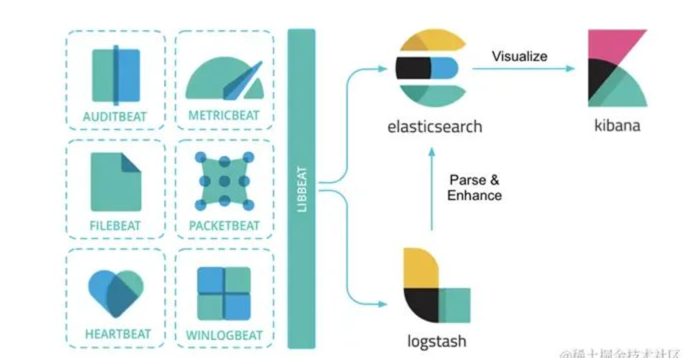 AUDITBEAT
METRICBEAT
FILEBEAT
PACKETBEAT
HEARTBEAT
WINLOGBEAT
LIBBEAT
elasticsearch
Visualize
kibana
Parse &
Enhance
logstash
@稀土掘金技术社区